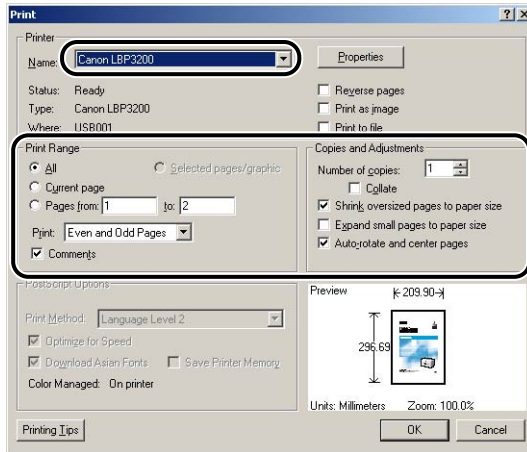 Print
Printer
Name: Canon LBP3200
Properties
Status: Ready
Type: Canon LBP3200
Where: USB001
Reverse pages
Print as image
Print to file
Print Range
All
Selected pages/graphic
Current page
Pages from: 1 to: 2
Print: Even and Odd Pages
Comments
Copies and Adjustments
Number of copies: 1
Collate
Shrink oversized pages to paper size
Expand small pages to paper size
Auto-rotate and center pages
PostScript Options
Print Method: Language Level 2
Optimize for Speed
Download Asian Fonts Save Printer Memory
Color Managed: On printer
Preview
209.90
296.69
Units: Millimeters Zoom: 100.0%
Printing Tips
OK
Cancel